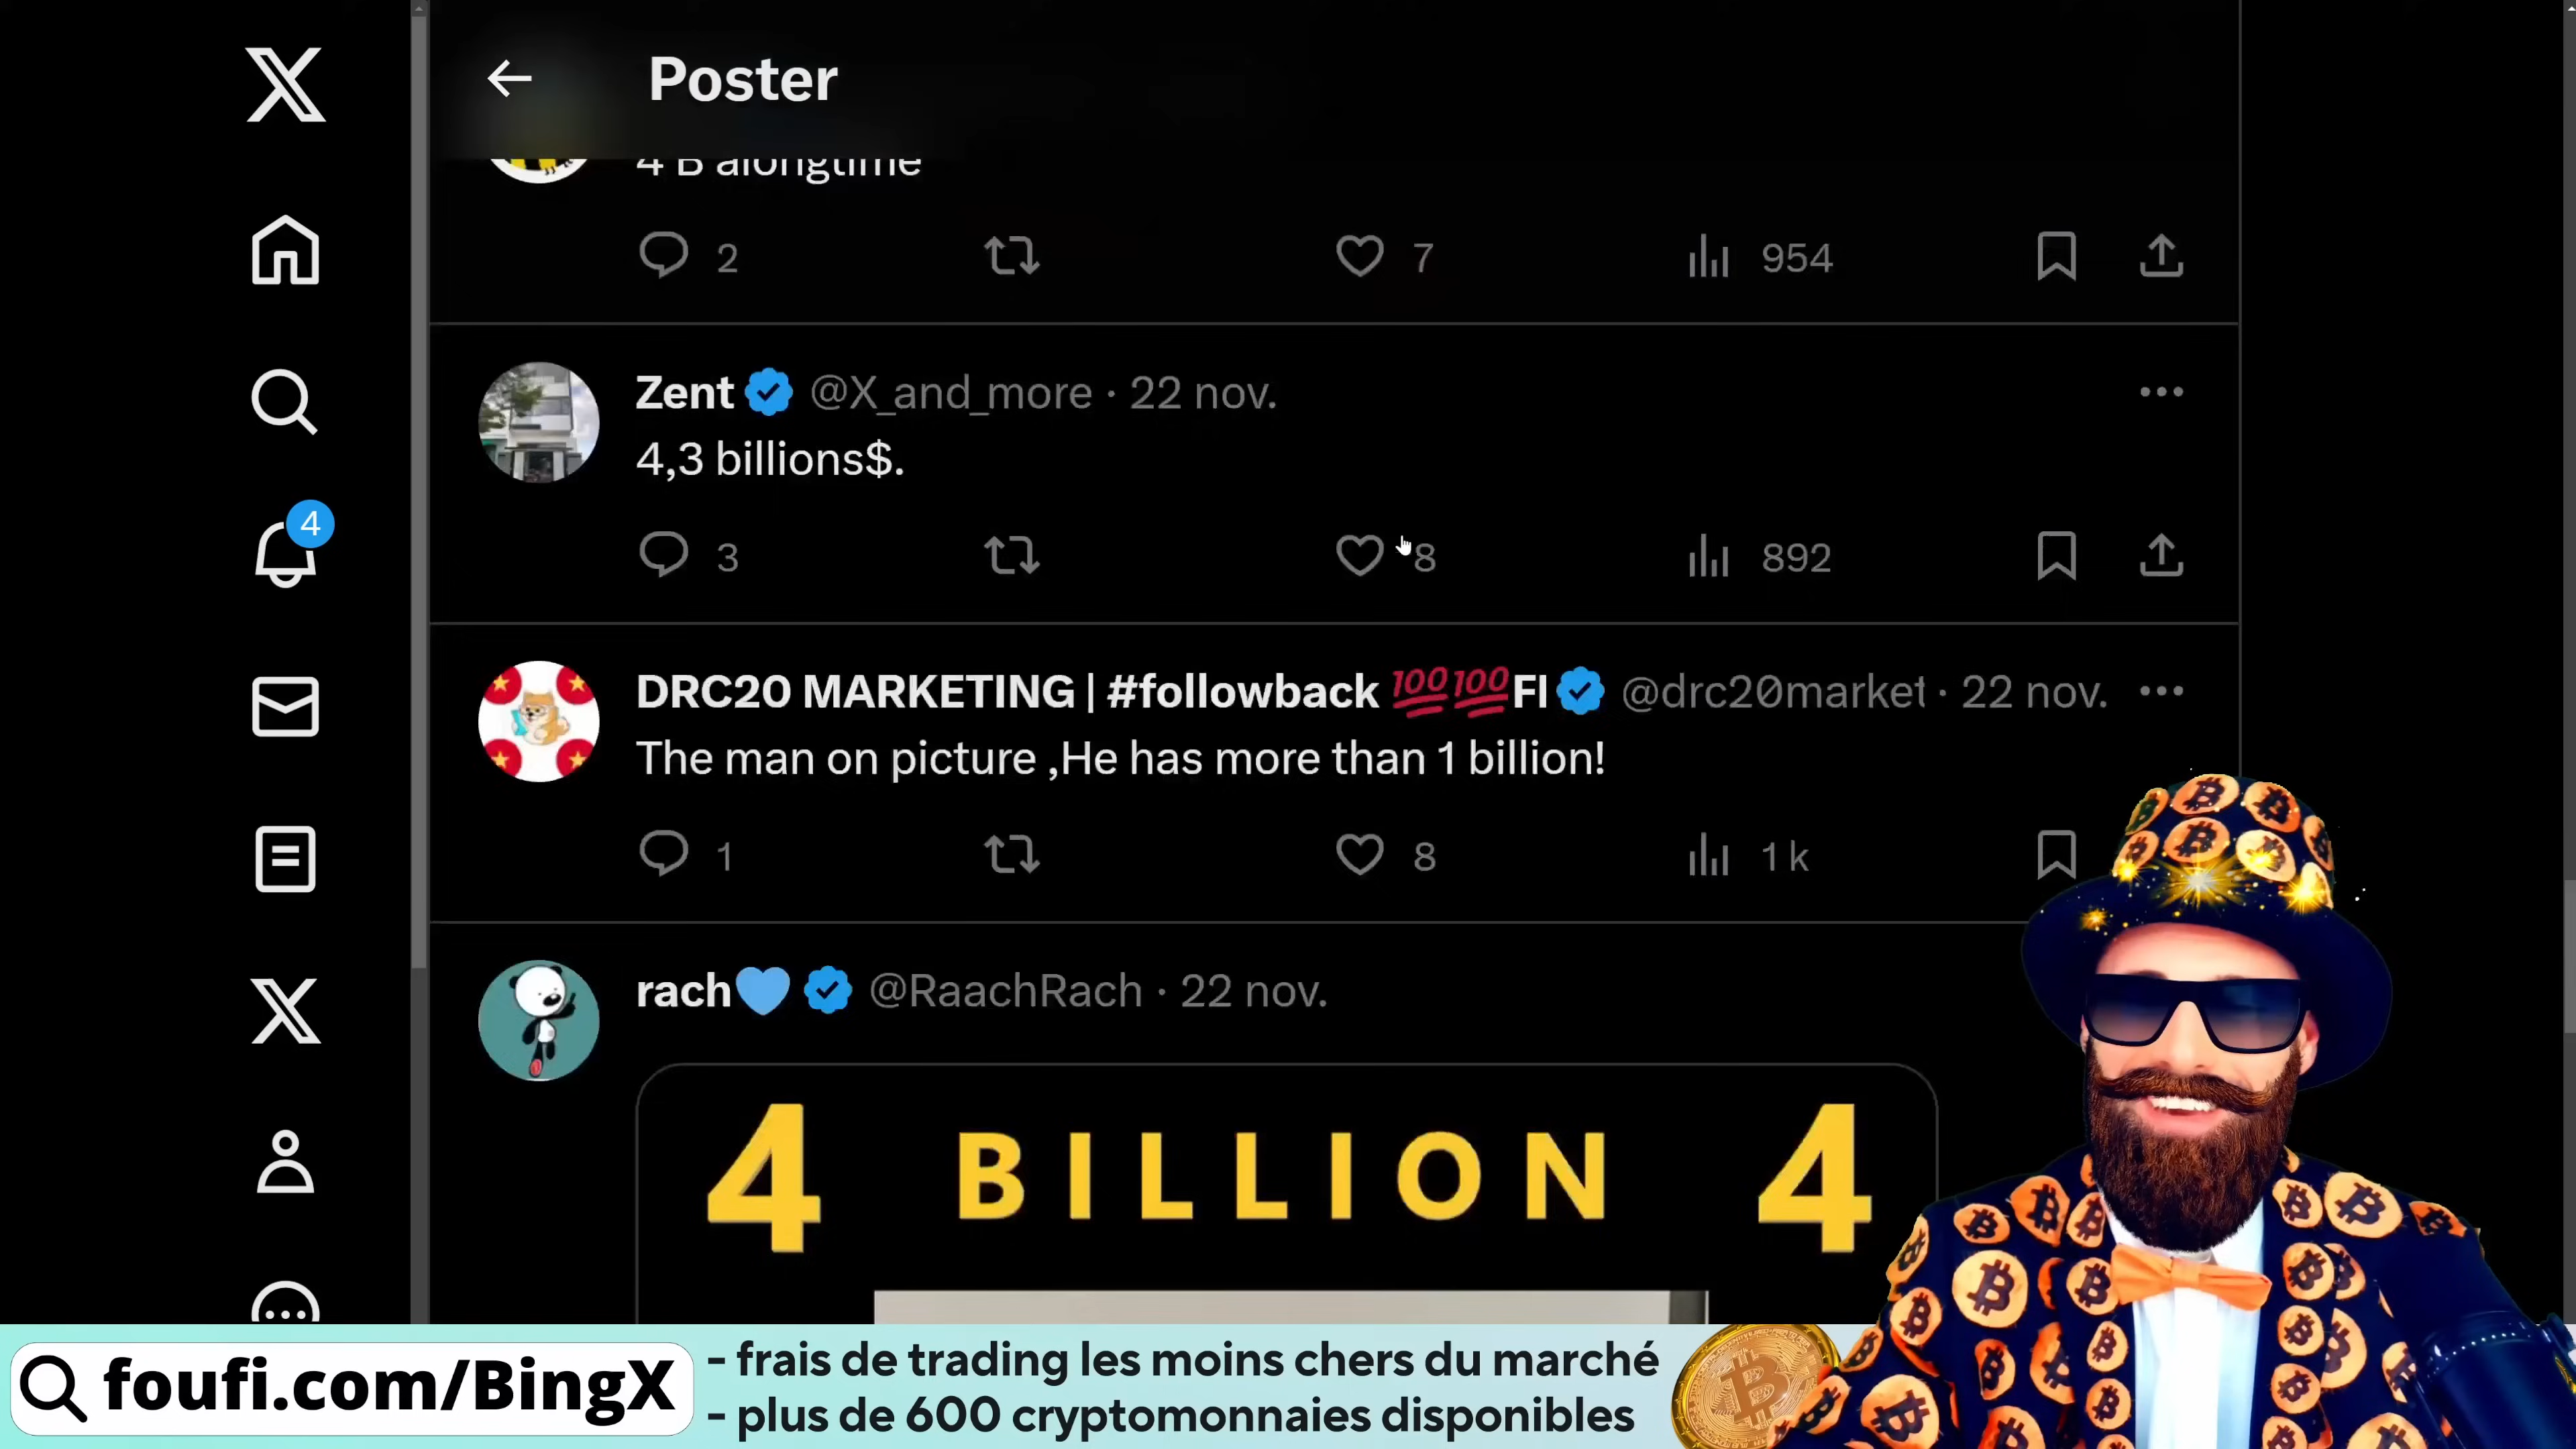 Poster
4 B alongtime
2 7 954
Zent @X_and_more · 22 nov.
4,3 billions$.
4
3 8 892
DRC20 MARKETING | #followback 💯💯FI @drc20market · 22 nov.
The man on picture ,He has more than 1 billion!
1 8 1 k
rach💙 @RaachRach · 22 nov.
4 BILLION 4
foufi.com/BingX
- frais de trading les moins chers du marché
- plus de 600 cryptomonnaies disponibles